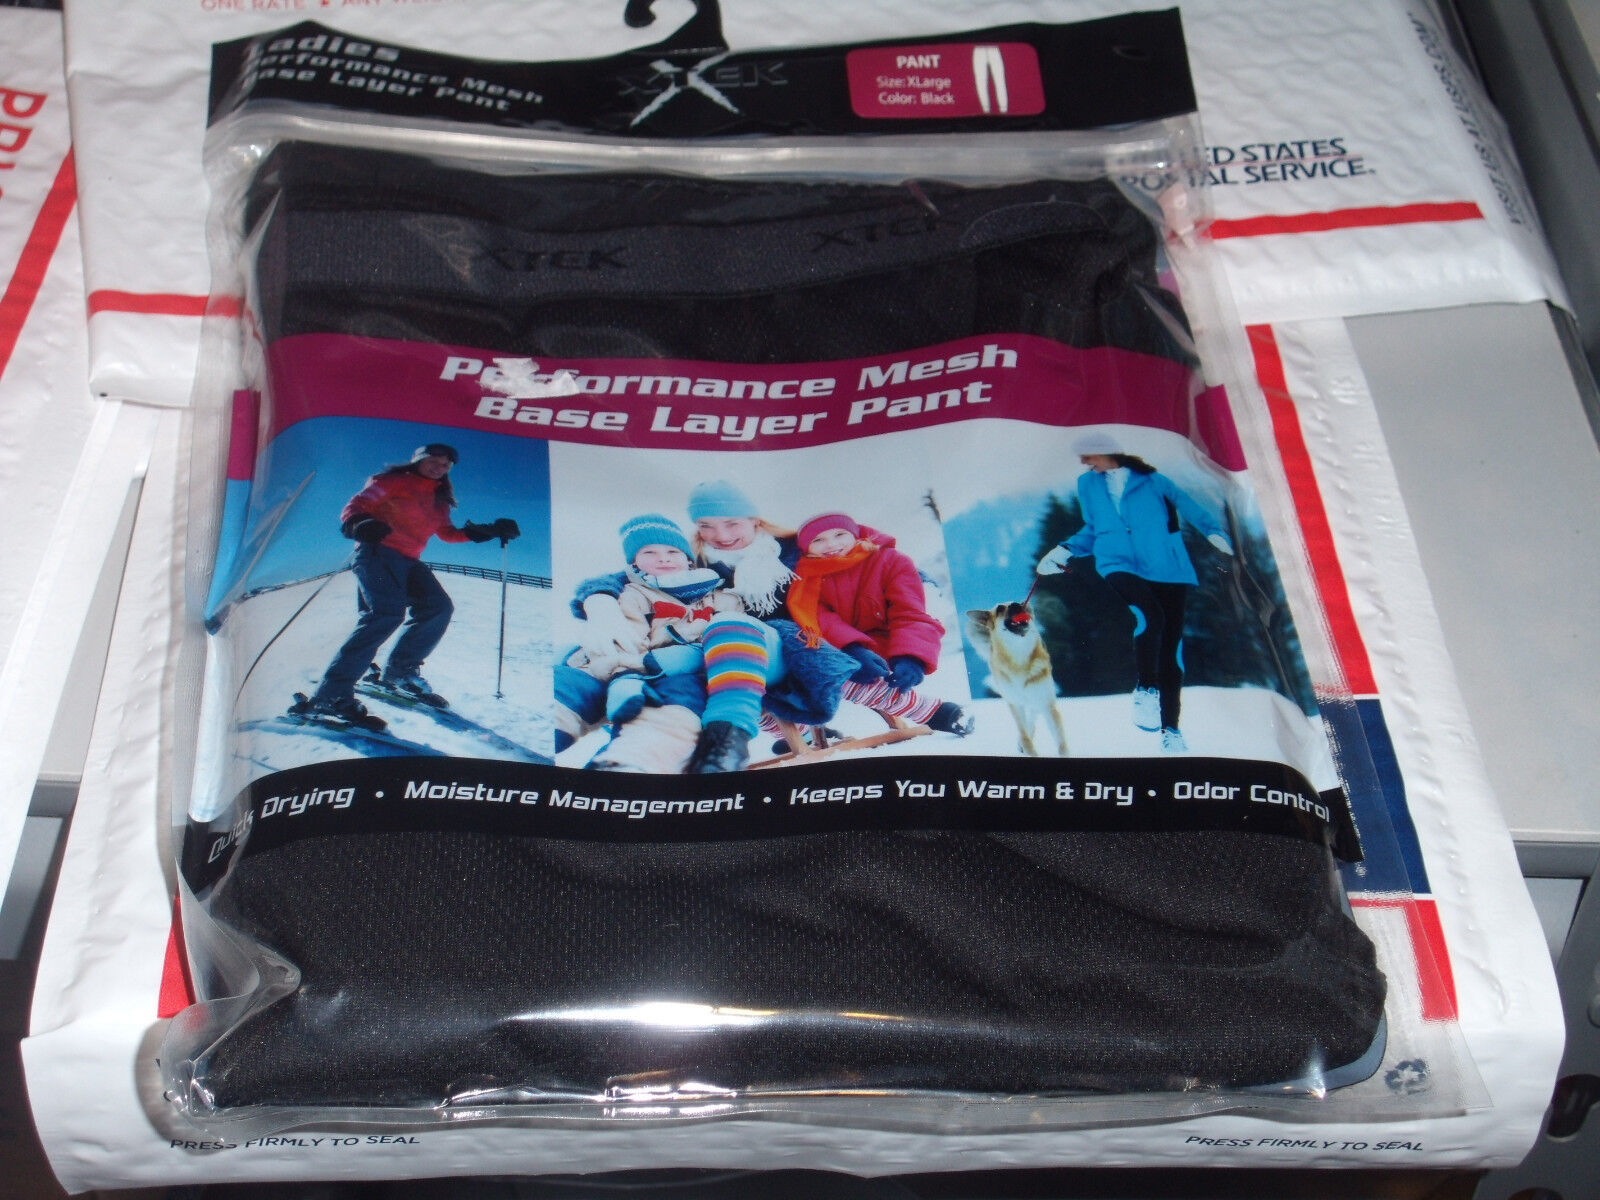 ONE RATE ▪ ANY WEIGHT
Ladies
Performance Mesh
Base Layer Pant
XTEK
PANT
Size: XLarge
Color: Black
UNITED STATES
POSTAL SERVICE.
XTEK XTEK
Performance Mesh
Base Layer Pant
Quick Drying • Moisture Management • Keeps You Warm & Dry • Odor Control
PRESS FIRMLY TO SEAL
PRESS FIRMLY TO SEAL